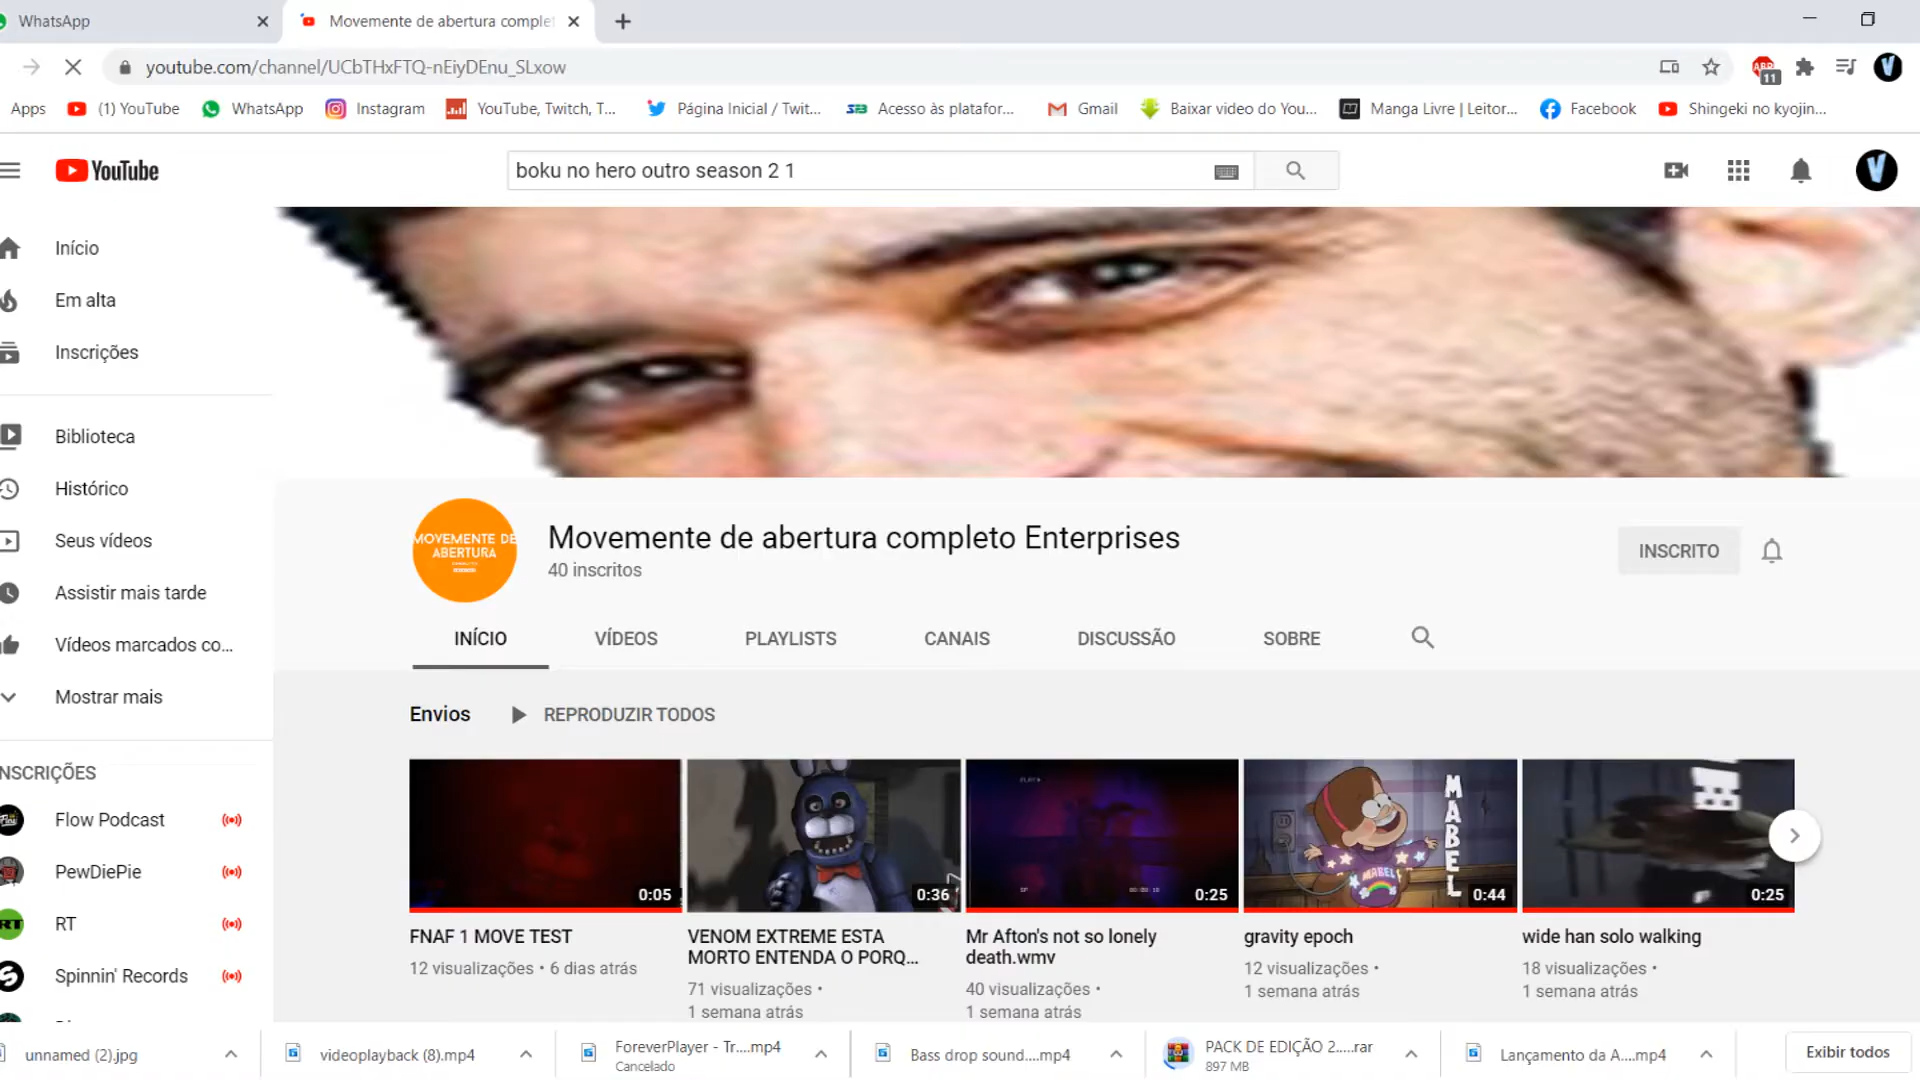 WhatsApp
Movemente de abertura complet
youtube.com/channel/UCbTHxFTQ-nEiyDEnu_SLxow
ABP
11
Apps
(1) YouTube
WhatsApp
Instagram
YouTube, Twitch, T...
Página Inicial / Twit...
Acesso às platafor...
Gmail
Baixar video do You...
Manga Livre | Leitor...
Facebook
Shingeki no kyojin...
YouTube
boku no hero outro season 2 1
Início
Em alta
Inscrições
Biblioteca
Histórico
Seus vídeos
Assistir mais tarde
Vídeos marcados co...
Mostrar mais
NSCRIÇÕES
Flow Podcast
PewDiePie
RT
Spinnin' Records
MOVEMENTE DE
ABERTURA
Movemente de abertura completo Enterprises
40 inscritos
INSCRITO
INÍCIO
VÍDEOS
PLAYLISTS
CANAIS
DISCUSSÃO
SOBRE
Envios
REPRODUZIR TODOS
0:05
FNAF 1 MOVE TEST
12 visualizações • 6 dias atrás
0:36
VENOM EXTREME ESTA
MORTO ENTENDA O PORQ...
71 visualizações •
1 semana atrás
PLAY
SP
0:25
Mr Afton's not so lonely
death.wmv
40 visualizações •
1 semana atrás
MABEL
MABEL
0:44
gravity epoch
12 visualizações •
1 semana atrás
0:25
wide han solo walking
18 visualizações •
1 semana atrás
unnamed (2).jpg
videoplayback (8).mp4
ForeverPlayer - Tr....mp4
Cancelado
Bass drop sound....mp4
PACK DE EDIÇÃO 2.....rar
897 MB
Lançamento da A....mp4
Exibir todos